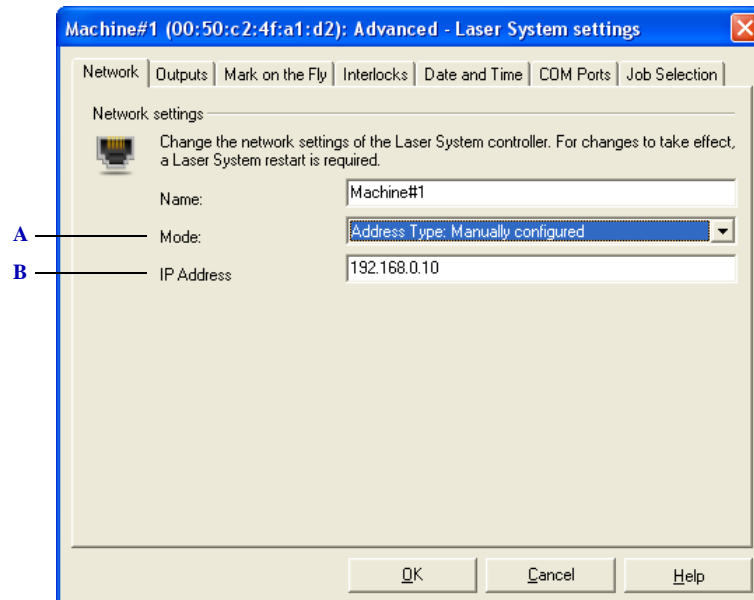 Machine#1 (00:50:c2:4f:a1:d2): Advanced - Laser System settings
Network Outputs Mark on the Fly Interlocks Date and Time COM Ports Job Selection
Network settings
Change the network settings of the Laser System controller. For changes to take effect,
a Laser System restart is required.
Name: Machine#1
A Mode: Address Type: Manually configured
B IP Address 192.168.0.10
OK Cancel Help